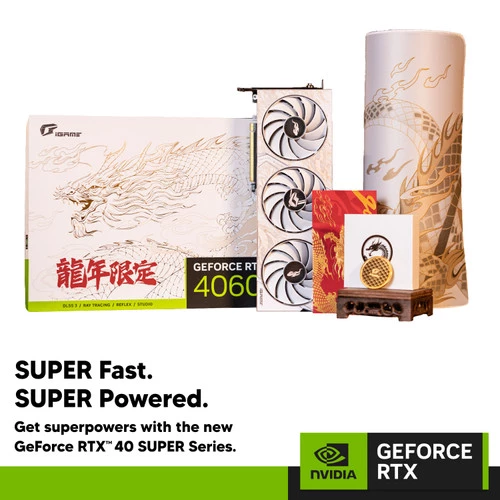 iGAME
龍年限定
GEFORCE RT
4060
DLSS 3 / RAY TRACING / REFLEX / STUDIO
SUPER Fast.
SUPER Powered.
Get superpowers with the new
GeForce RTX™ 40 SUPER Series.
NVIDIA
GEFORCE
RTX